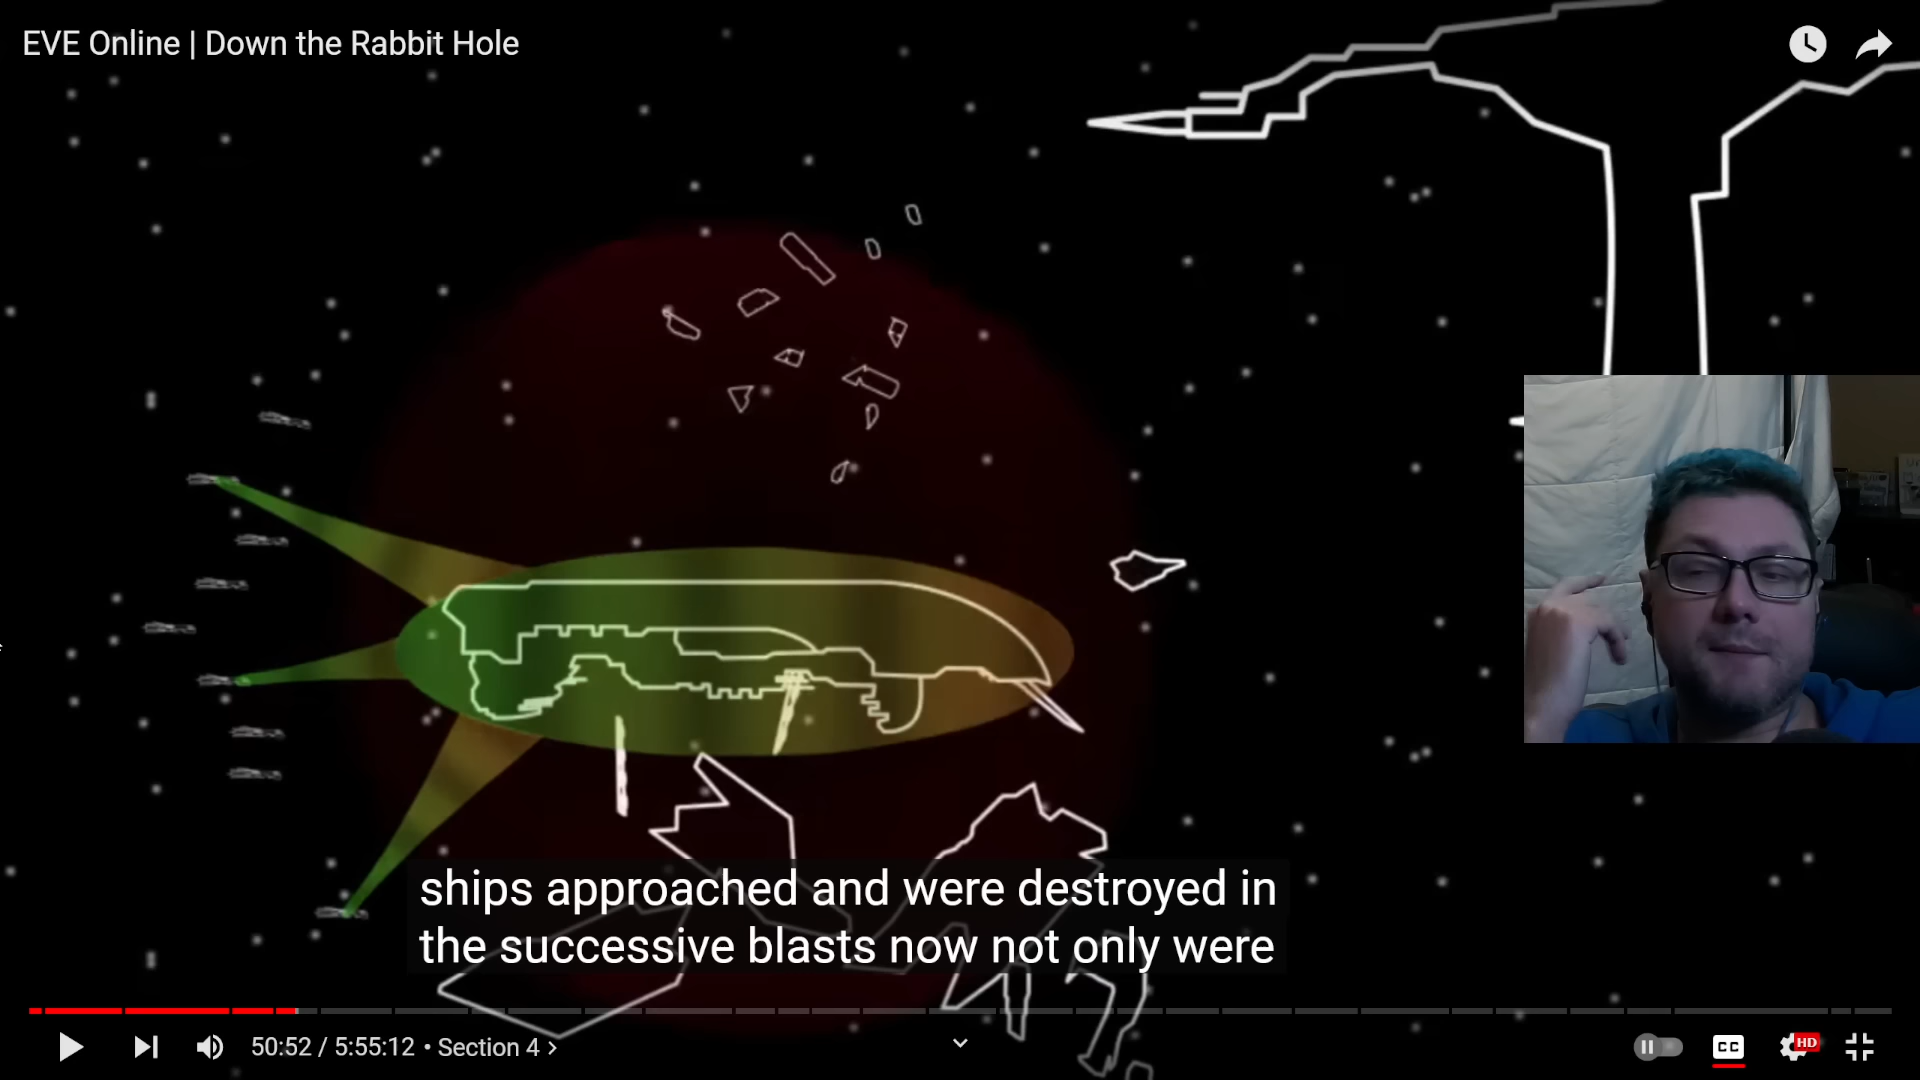 EVE Online | Down the Rabbit Hole
ships approached and were destroyed in
the successive blasts now not only were
50:52 / 5:55:12 • Section 4 >
CC
HD